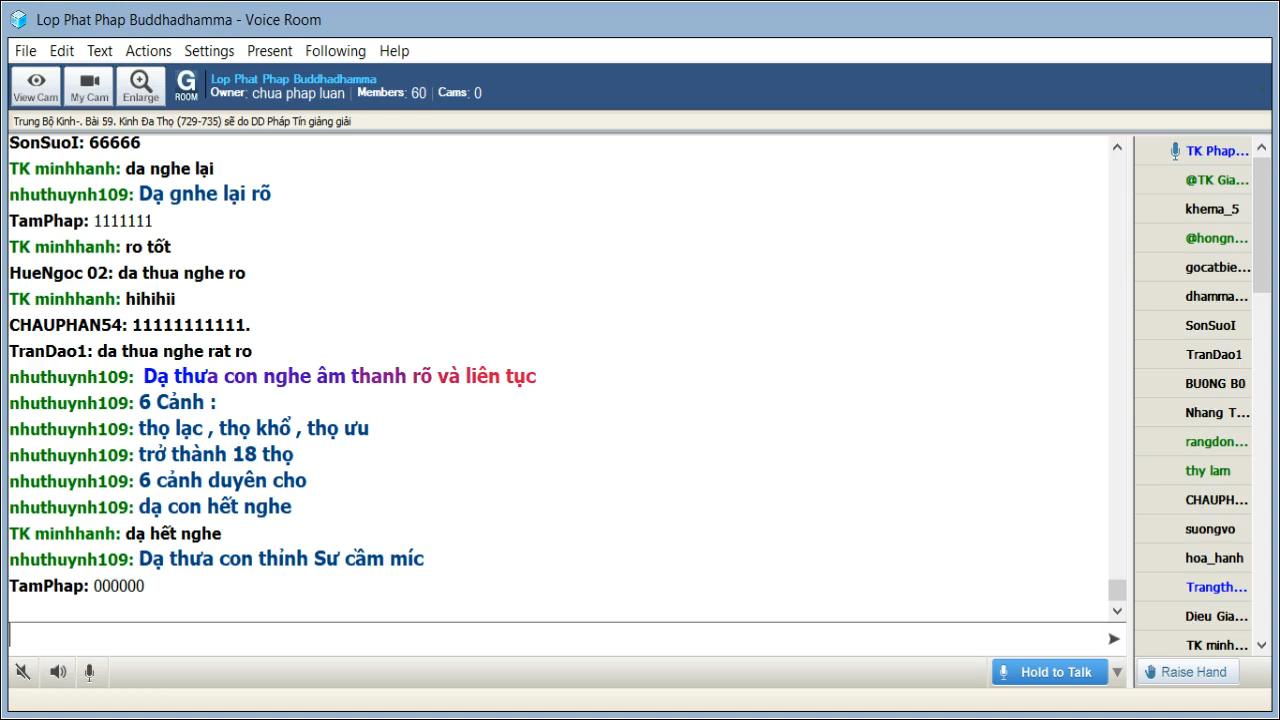 Lop Phat Phap Buddhadhamma - Voice Room
File Edit Text Actions Settings Present Following Help
View Cam My Cam Enlarge G ROOM
Lop Phat Phap Buddhadhamma
Owner: chua phap luan Members: 60 Cams: 0
Trung Bộ Kinh-. Bài 59. Kinh Đa Thọ (729-735) sẽ do DD Pháp Tín giảng giải
SonSuoI: 66666
TK minhhanh: da nghe lại
nhuthuynh109: Dạ gnhe lại rõ
TamPhap: 1111111
TK minhhanh: ro tốt
HueNgoc 02: da thua nghe ro
TK minhhanh: hihihii
CHAUPHAN54: 11111111111.
TranDao1: da thua nghe rat ro
nhuthuynh109: Dạ thưa con nghe âm thanh rõ và liên tục
nhuthuynh109: 6 Cảnh :
nhuthuynh109: thọ lạc , thọ khổ , thọ ưu
nhuthuynh109: trở thành 18 thọ
nhuthuynh109: 6 cảnh duyên cho
nhuthuynh109: dạ con hết nghe
TK minhhanh: dạ hết nghe
nhuthuynh109: Dạ thưa con thỉnh Sư cầm míc
TamPhap: 000000
TK Phap...
@TK Gia...
khema_5
@hongn...
gocatbie...
dhamma...
SonSuoI
TranDao1
BU0NG B0
Nhang T...
rangdon...
thy lam
CHAUPH...
suongvo
hoa_hanh
Trangth...
Dieu Gia...
TK minh...
Hold to Talk
Raise Hand